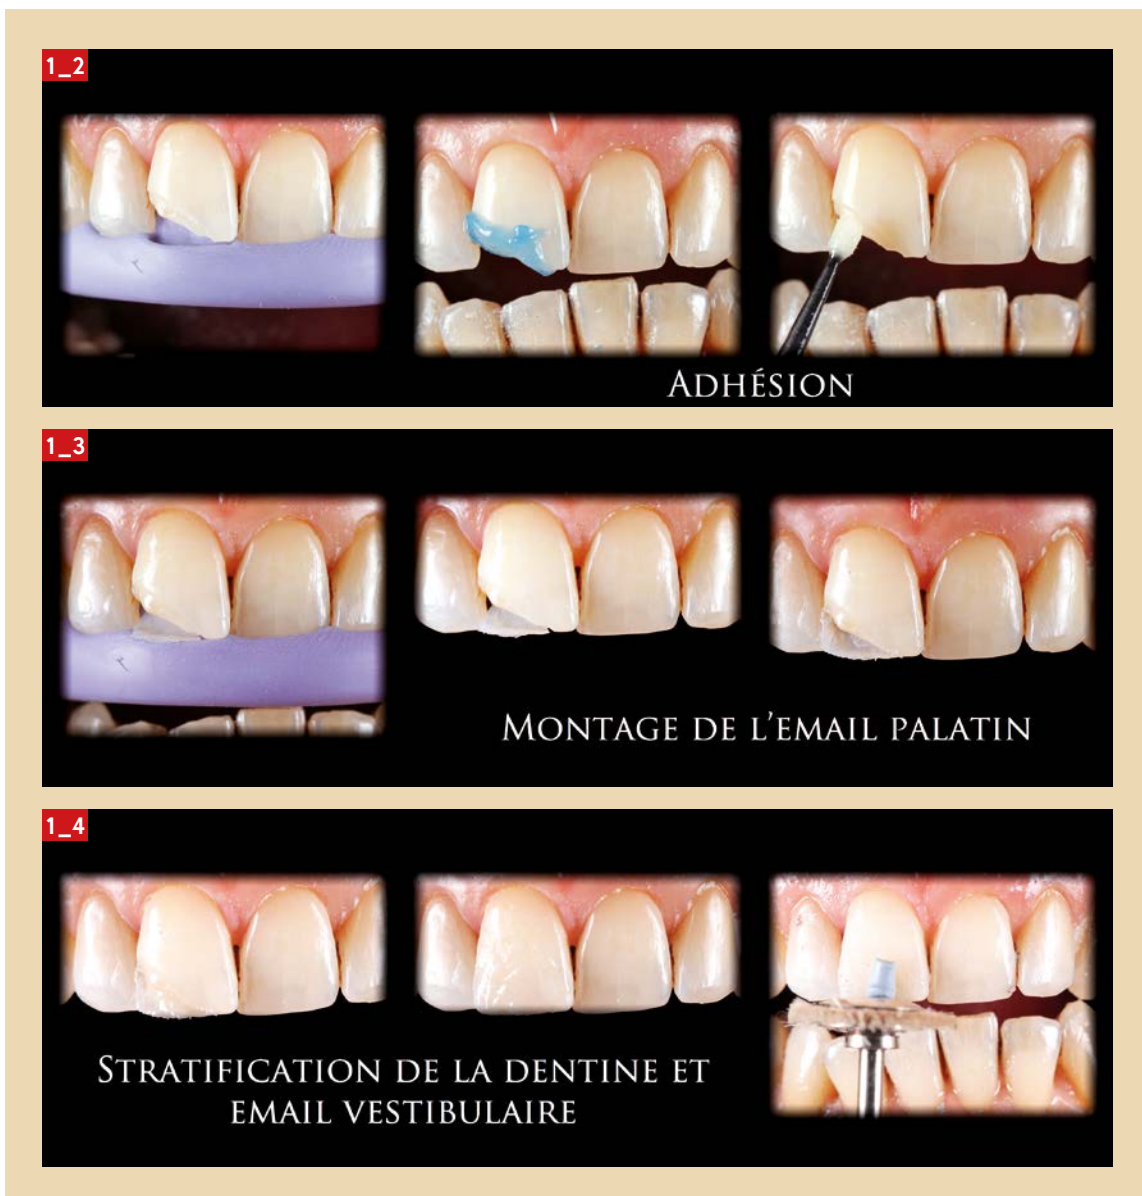 1_2
ADHÉSION
1_3
MONTAGE DE L'EMAIL PALATIN
1_4
STRATIFICATION DE LA DENTINE ET
EMAIL VESTIBULAIRE